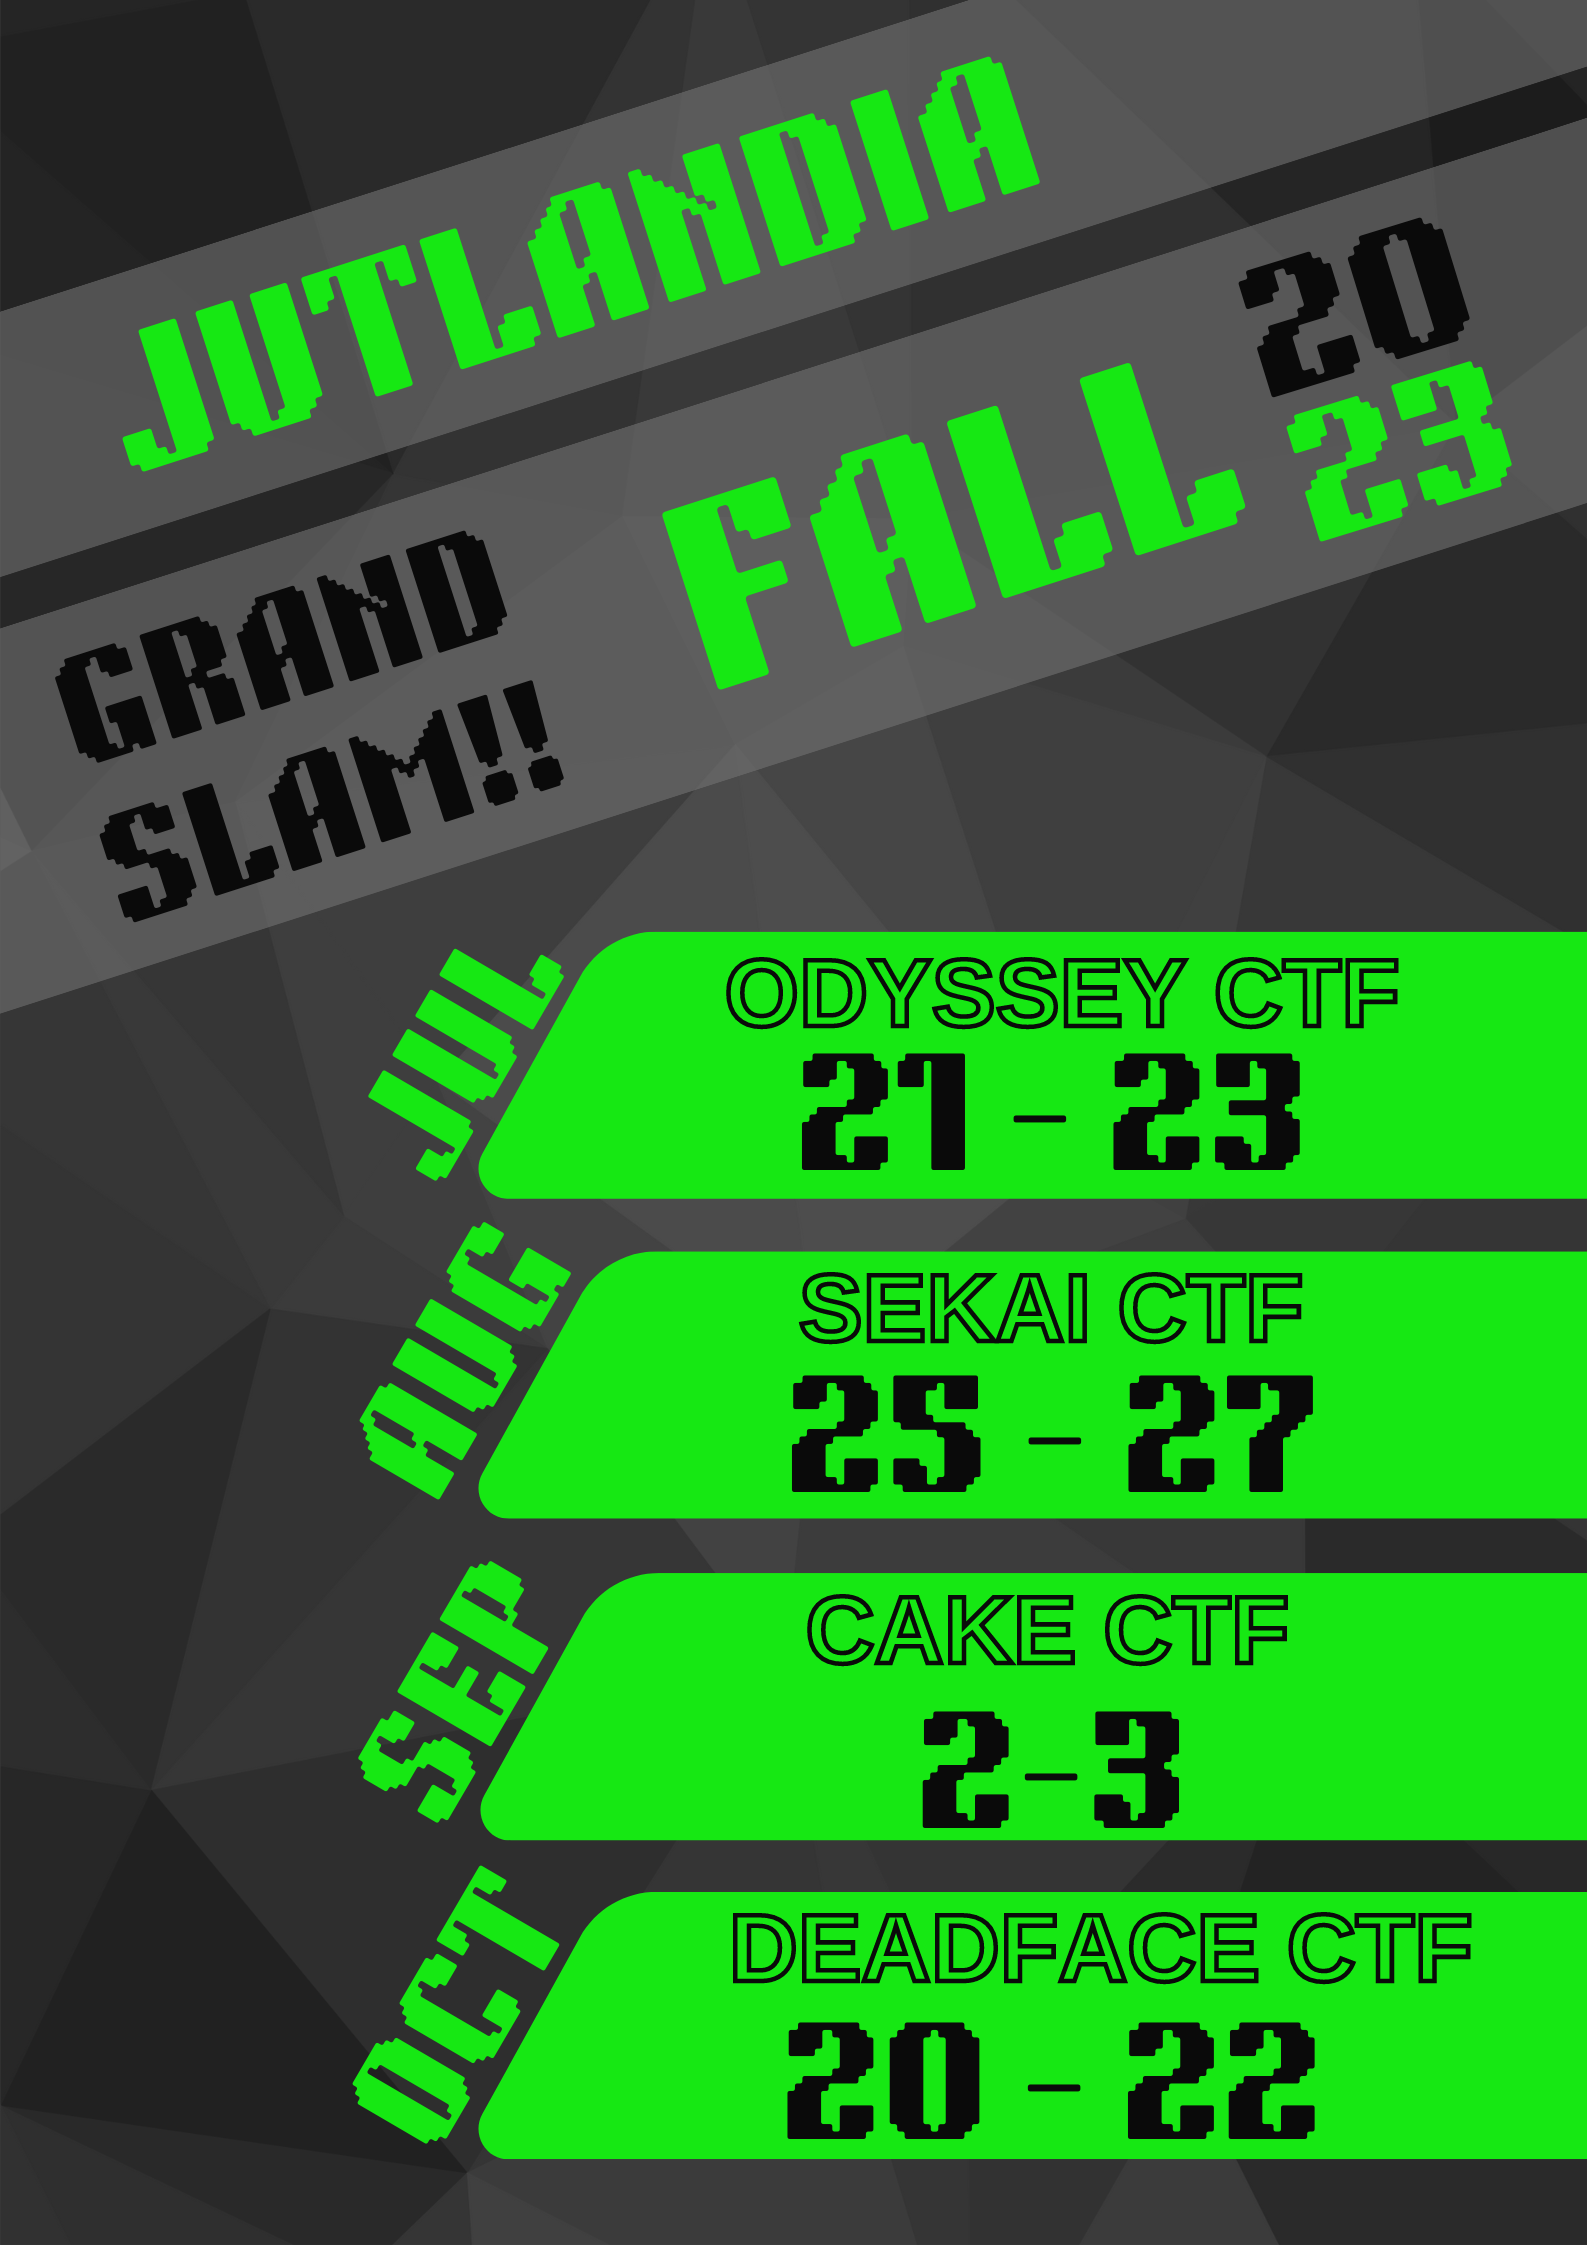 JUTLANDIA
GRAND
SLAM!!
FALL
20
23
JUL
ODYSSEY CTF
21 - 23
AUG
SEKAI CTF
25 - 27
SEP
CAKE CTF
2-3
OCT
DEADFACE CTF
20 - 22